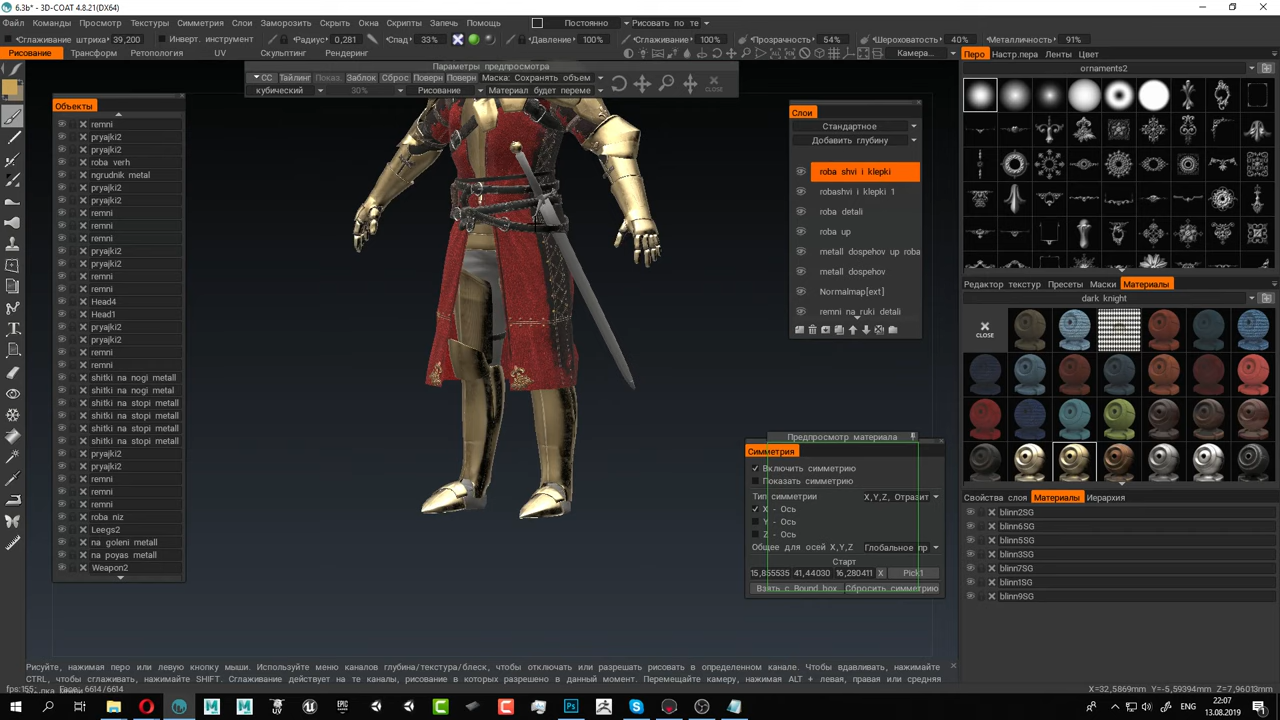 6.3b* - 3D-COAT 4.8.21(DX64)
Файл Команды Просмотр Текстуры Симметрия Слои Заморозить Скрыть Окна Скрипты Запечь Помощь Постоянно Рисовать по те
Сглаживание штриха 39,200 Инверт. инструмент Радиус 0,281 Спад 33% Давление 100% Сглаживание 100% Прозрачность 54% Шероховатость 40% Металличность 91%
Рисование Трансформ Ретопология UV Скульптинг Рендеринг Камера...
Параметры предпросмотра
СС Тайлинг Показ. Заблок Сброс Поверн Поверн Маска: Сохранять объем
кубический 30% Рисование Материал будет переме CLOSE
Объекты
remni
pryajki2
pryajki2
roba verh
ngrudnik metal
pryajki2
pryajki2
remni
remni
remni
pryajki2
pryajki2
remni
remni
Head4
Head1
pryajki2
pryajki2
remni
remni
shitki na nogi metall
shitki na nogi metal
shitki na stopi metall
shitki na stopi metall
shitki na stopi metall
shitki na stopi metall
pryajki2
pryajki2
remni
remni
remni
roba niz
Leegs2
na goleni metall
na poyas metall
Weapon2
Слои
Стандартное
Добавить глубину
roba shvi i klepki
robashvi i klepki 1
roba detali
roba up
metall dospehov up roba
metall dospehov
Normalmap[ext]
remni na_ruki detali
Предпросмотр материала
Симметрия
Включить симметрию
Показать симметрию
Тип симметрии X,Y,Z, Отразит
X - Ось
Y - Ось
Z - Ось
Общее для осей X,Y,Z Глобальное пр
Старт
15,855535 41,44030 16,280411 X Pick1
Взять с Bound box Сбросить симметрию
Перо Настр.пера Ленты Цвет
ornaments2
Редактор текстур Пресеты Маски Материалы
dark knight
CLOSE
Свойства слоя Материалы Иерархия
blinn2SG
blinn6SG
blinn5SG
blinn3SG
blinn7SG
blinn1SG
blinn9SG
Рисуйте, нажимая перо или левую кнопку мыши. Используйте меню каналов глубина/текстура/блеск, чтобы отключить или разрешать рисовать в определенном канале. Чтобы вдавливать, нажимайте
CTRL, чтобы сглаживать, нажимайте SHIFT. Сглаживание действует на те каналы, рисование в которых разрешено в данный момент. Перемещайте камеру, нажимая ALT + левая, правая или средняя
fps:155, Faces 6614/6614
X=32,5869mm Y=-5,59394mm Z=7,96013mm
22:07
ENG
13.08.2019